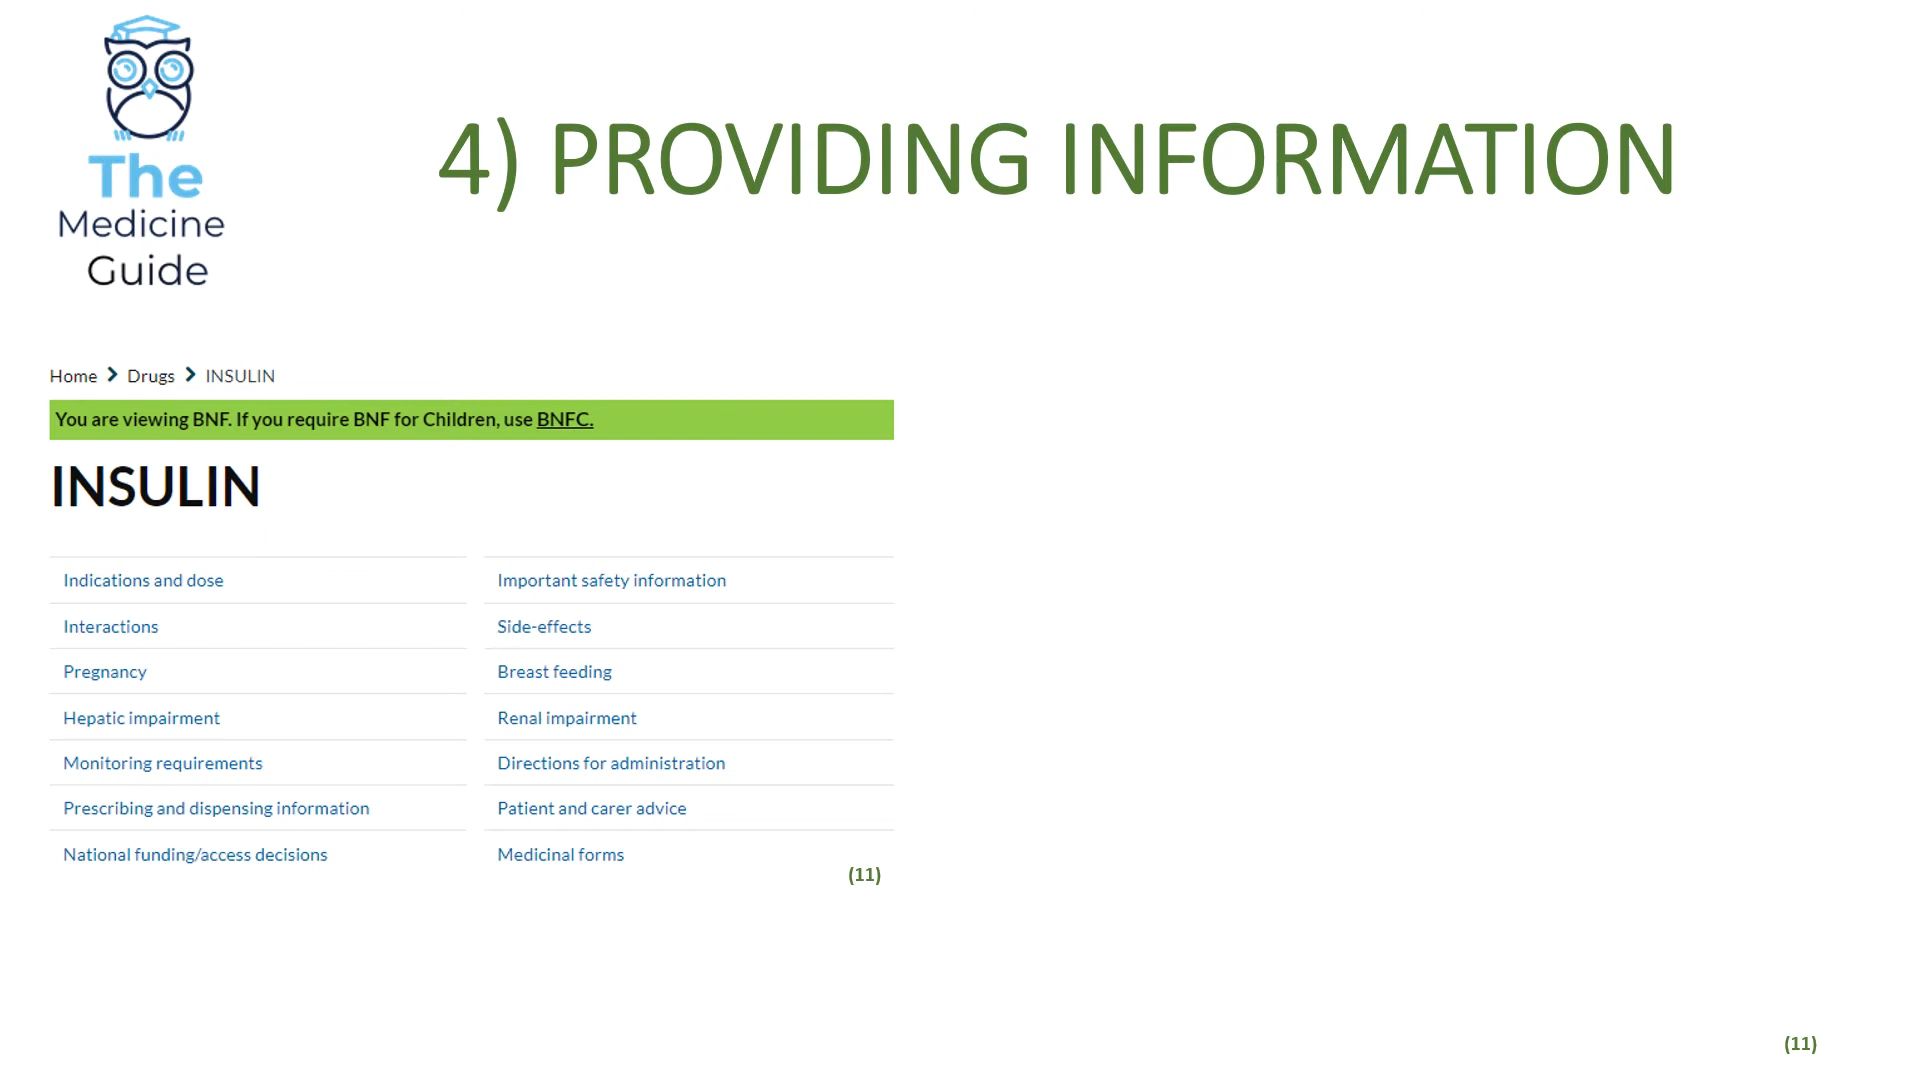 The
Medicine
Guide
4) PROVIDING INFORMATION
Home > Drugs > INSULIN
You are viewing BNF. If you require BNF for Children, use BNFC.
INSULIN
Indications and dose
Important safety information
Interactions
Side-effects
Pregnancy
Breast feeding
Hepatic impairment
Renal impairment
Monitoring requirements
Directions for administration
Prescribing and dispensing information
Patient and carer advice
National funding/access decisions
Medicinal forms
(11)
(11)